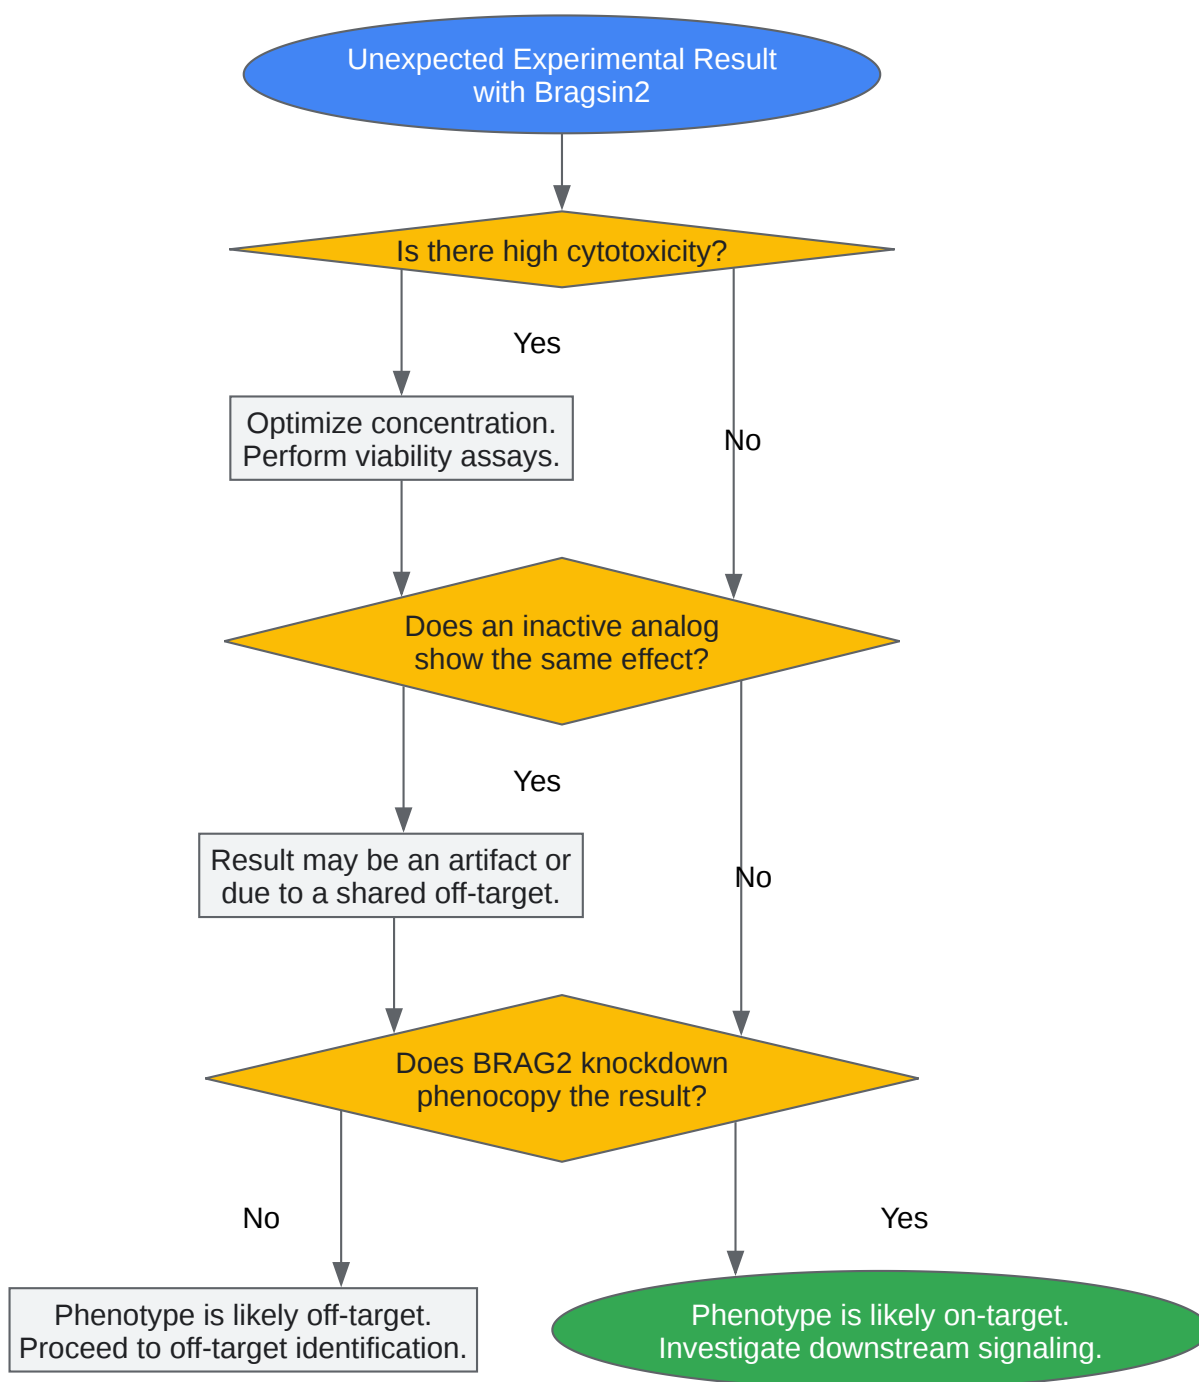 Unexpected Experimental Result
with Bragsin2
Is there high cytotoxicity?
Yes
Optimize concentration.
Perform viability assays.
No
Does an inactive analog
show the same effect?
Yes
Result may be an artifact or
due to a shared off-target.
No
Does BRAG2 knockdown
phenocopy the result?
No
Yes
Phenotype is likely off-target.
Proceed to off-target identification.
Phenotype is likely on-target.
Investigate downstream signaling.